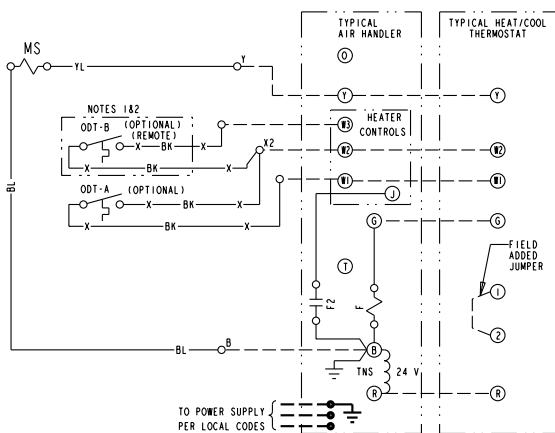 TYPICAL
AIR HANDLER
TYPICAL HEAT/COOL
THERMOSTAT
MS
YL
Y
O
Y
Y
NOTES 1&2
ODT-B
(OPTIONAL)
(REMOTE)
HEATER
CONTROLS
W3
X BK X
X2
W2
W2
X BK X
ODT-A
(OPTIONAL)
W1
W1
J
X BK X
X BK X
BL
G
G
FIELD
ADDED
JUMPER
T
1
F2
F
2
BL
B
B
TNS
24 V
R
R
TO POWER SUPPLY
PER LOCAL CODES